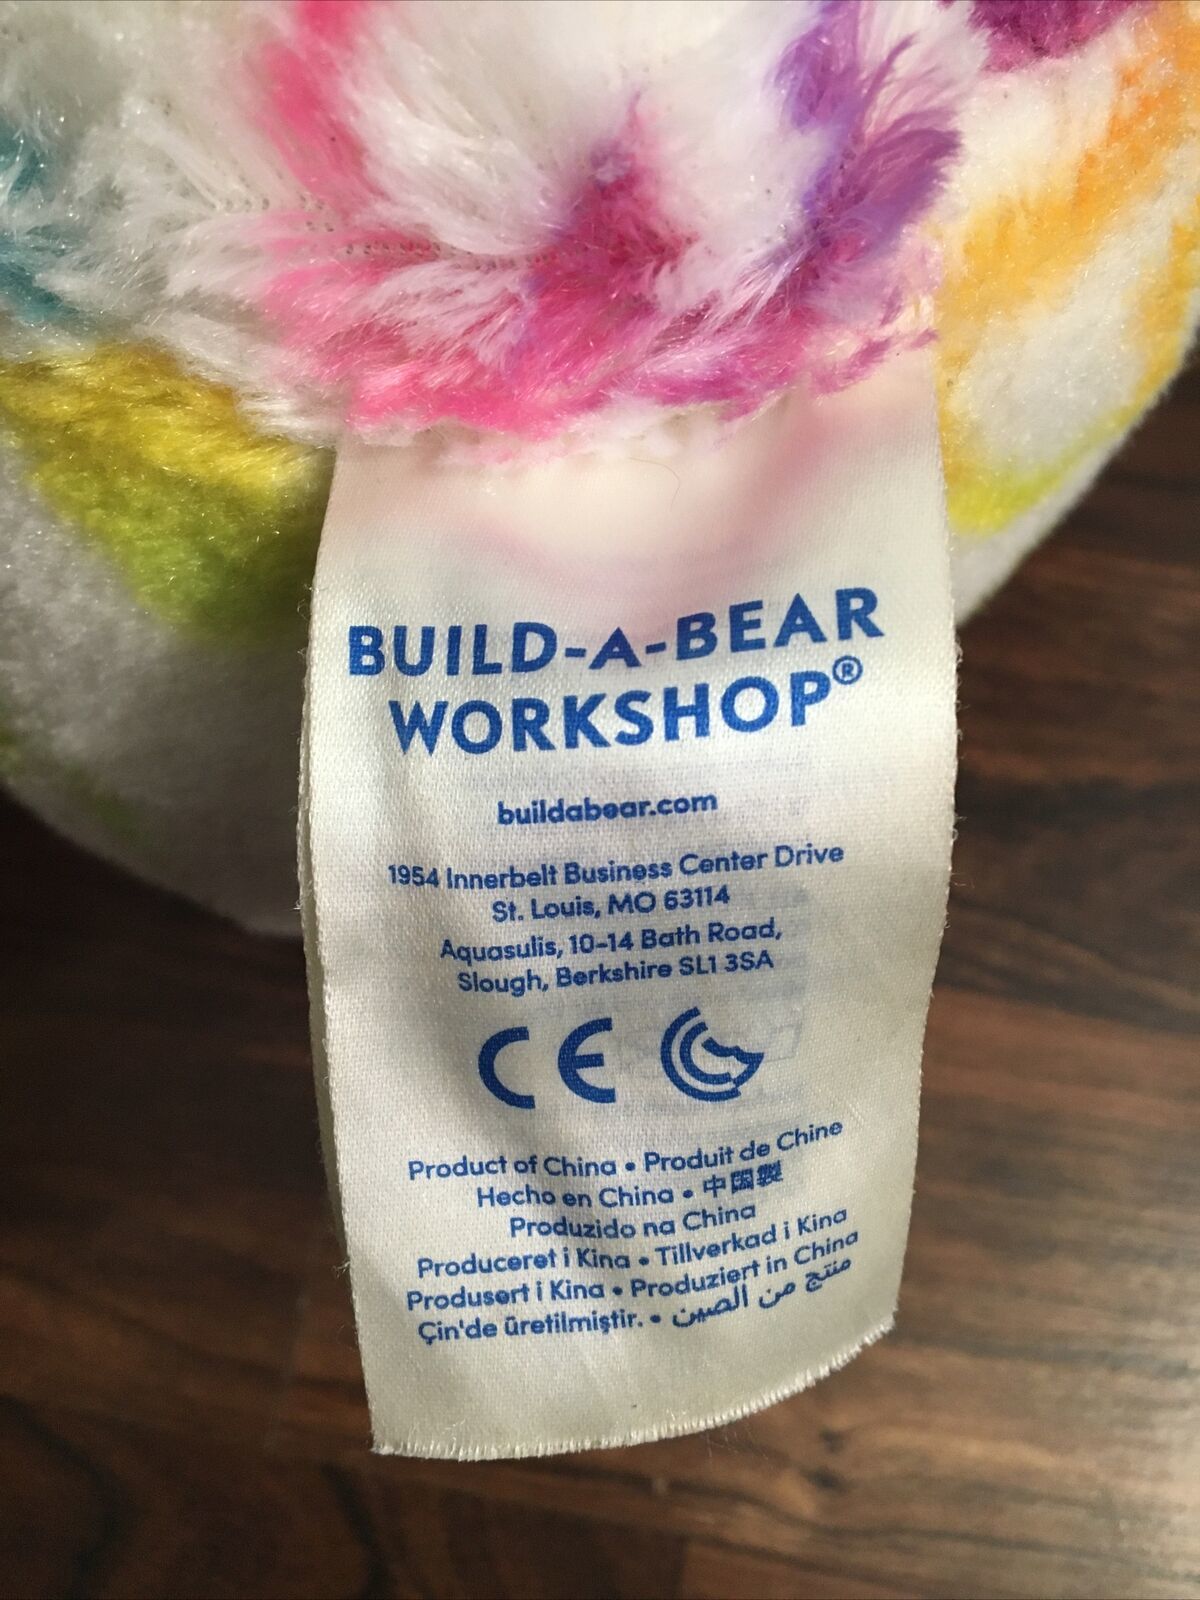 BUILD-A-BEAR
WORKSHOP®
buildabear.com
1954 Innerbelt Business Center Drive
St. Louis, MO 63114
Aquasulis, 10-14 Bath Road,
Slough, Berkshire SL1 3SA
CE
Product of China • Produit de Chine
Hecho en China • 中國製
Produzido na China
Produceret i Kina • Tillverkad i Kina
Produsert i Kina • Produziert in China
Çin'de üretilmiştir. • منتج من الصين